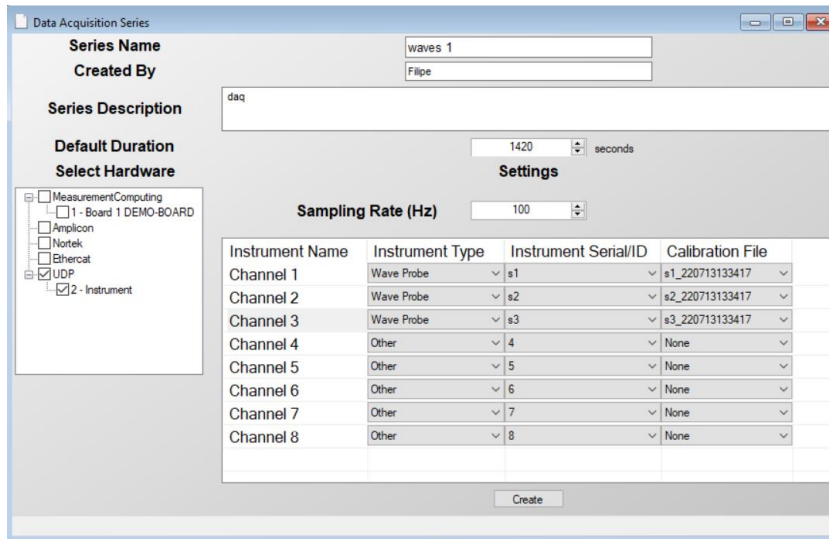 Data Acquisition Series
Series Name waves 1
Created By Filipe
Series Description daq
Default Duration 1420 seconds
Select Hardware Settings
MeasurementComputing
1 - Board 1 DEMO-BOARD
Amplicon
Nortek
Ethercat
UDP
2 - Instrument
Sampling Rate (Hz) 100
Instrument Name Instrument Type Instrument Serial/ID Calibration File
Channel 1 Wave Probe s1 s1_220713133417
Channel 2 Wave Probe s2 s2_220713133417
Channel 3 Wave Probe s3 s3_220713133417
Channel 4 Other 4 None
Channel 5 Other 5 None
Channel 6 Other 6 None
Channel 7 Other 7 None
Channel 8 Other 8 None
Create